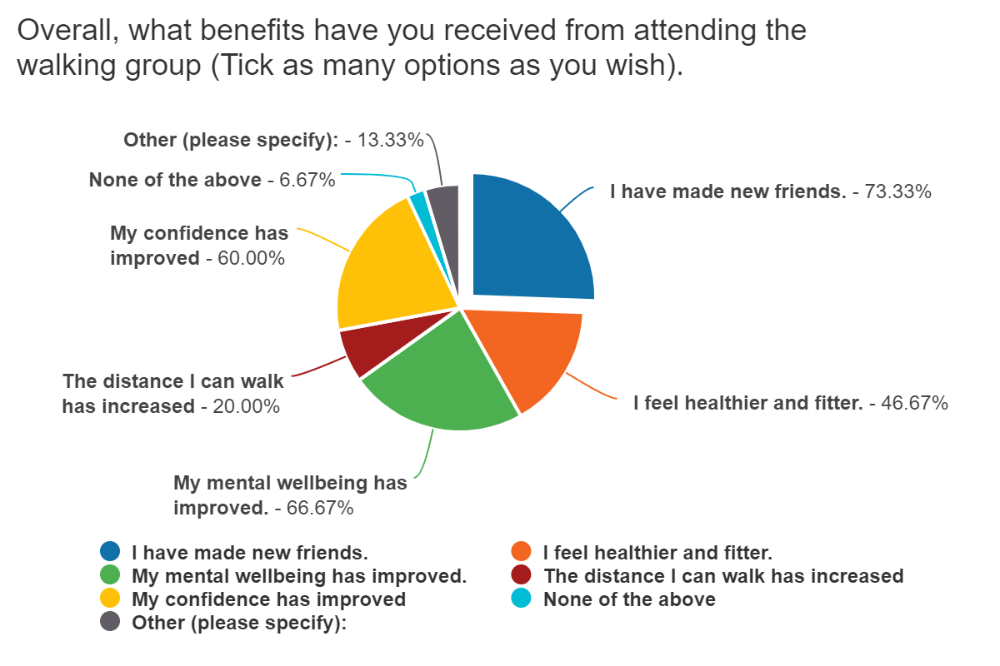 Overall, what benefits have you received from attending the
walking group (Tick as many options as you wish).
Other (please specify): - 13.33%
None of the above - 6.67%
I have made new friends. - 73.33%
My confidence has
improved - 60.00%
The distance I can walk
has increased - 20.00%
I feel healthier and fitter. - 46.67%
My mental wellbeing has
improved. - 66.67%
I have made new friends.
I feel healthier and fitter.
My mental wellbeing has improved.
The distance I can walk has increased
My confidence has improved
None of the above
Other (please specify):